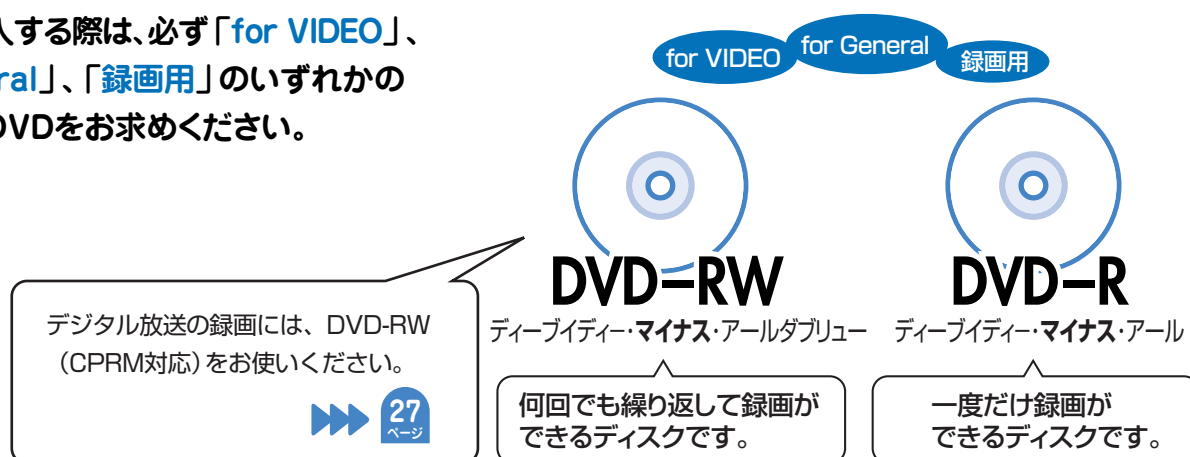 入する際は、必ず「for VIDEO」、
ral」、「録画用」のいずれかの
DVDをお求めください。
for VIDEO
for General
録画用
DVD-RW
ディーブイディー・マイナス・アールダブリュー
DVD-R
ディーブイディー・マイナス・アール
デジタル放送の録画には、DVD-RW
（CPRM対応）をお使いください。
27
ページ
何回でも繰り返して録画が
できるディスクです。
一度だけ録画が
できるディスクです。